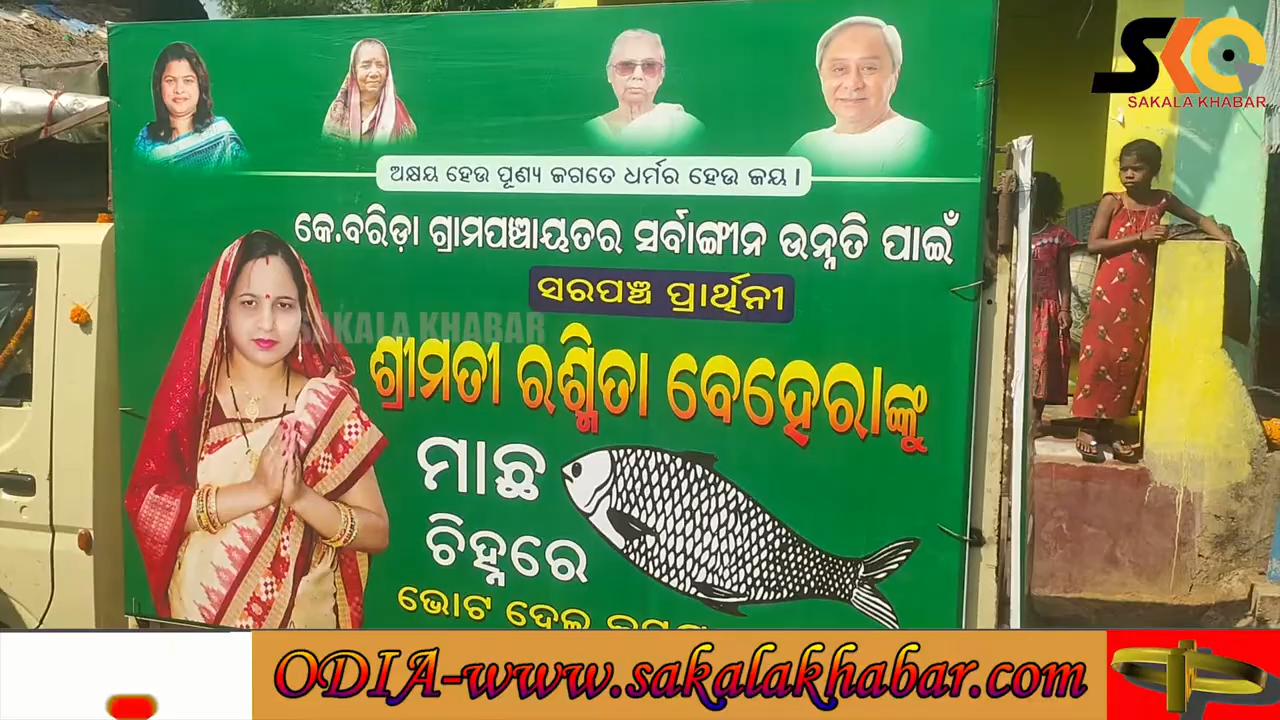 SKQ
SAKALA KHABAR
ଅକ୍ଷୟ ହେଉ ପୂଣ୍ୟ ଜଗତେ ଧର୍ମର ହେଉ ଜୟ ।
କେ.ବରିଡ଼ା ଗ୍ରାମପଞ୍ଚାୟତର ସର୍ବାଙ୍ଗୀନ ଉନ୍ନତି ପାଇଁ
ସରପଞ୍ଚ ପ୍ରାର୍ଥିନୀ
SAKALA KHABAR
ଶ୍ରୀମତୀ ରଶ୍ମିତା ବେହେରାଙ୍କୁ
ମାଛ
ଚିହ୍ନରେ
ଭୋଟ ଦେଇ
ODIA-www.sakalakhabar.com